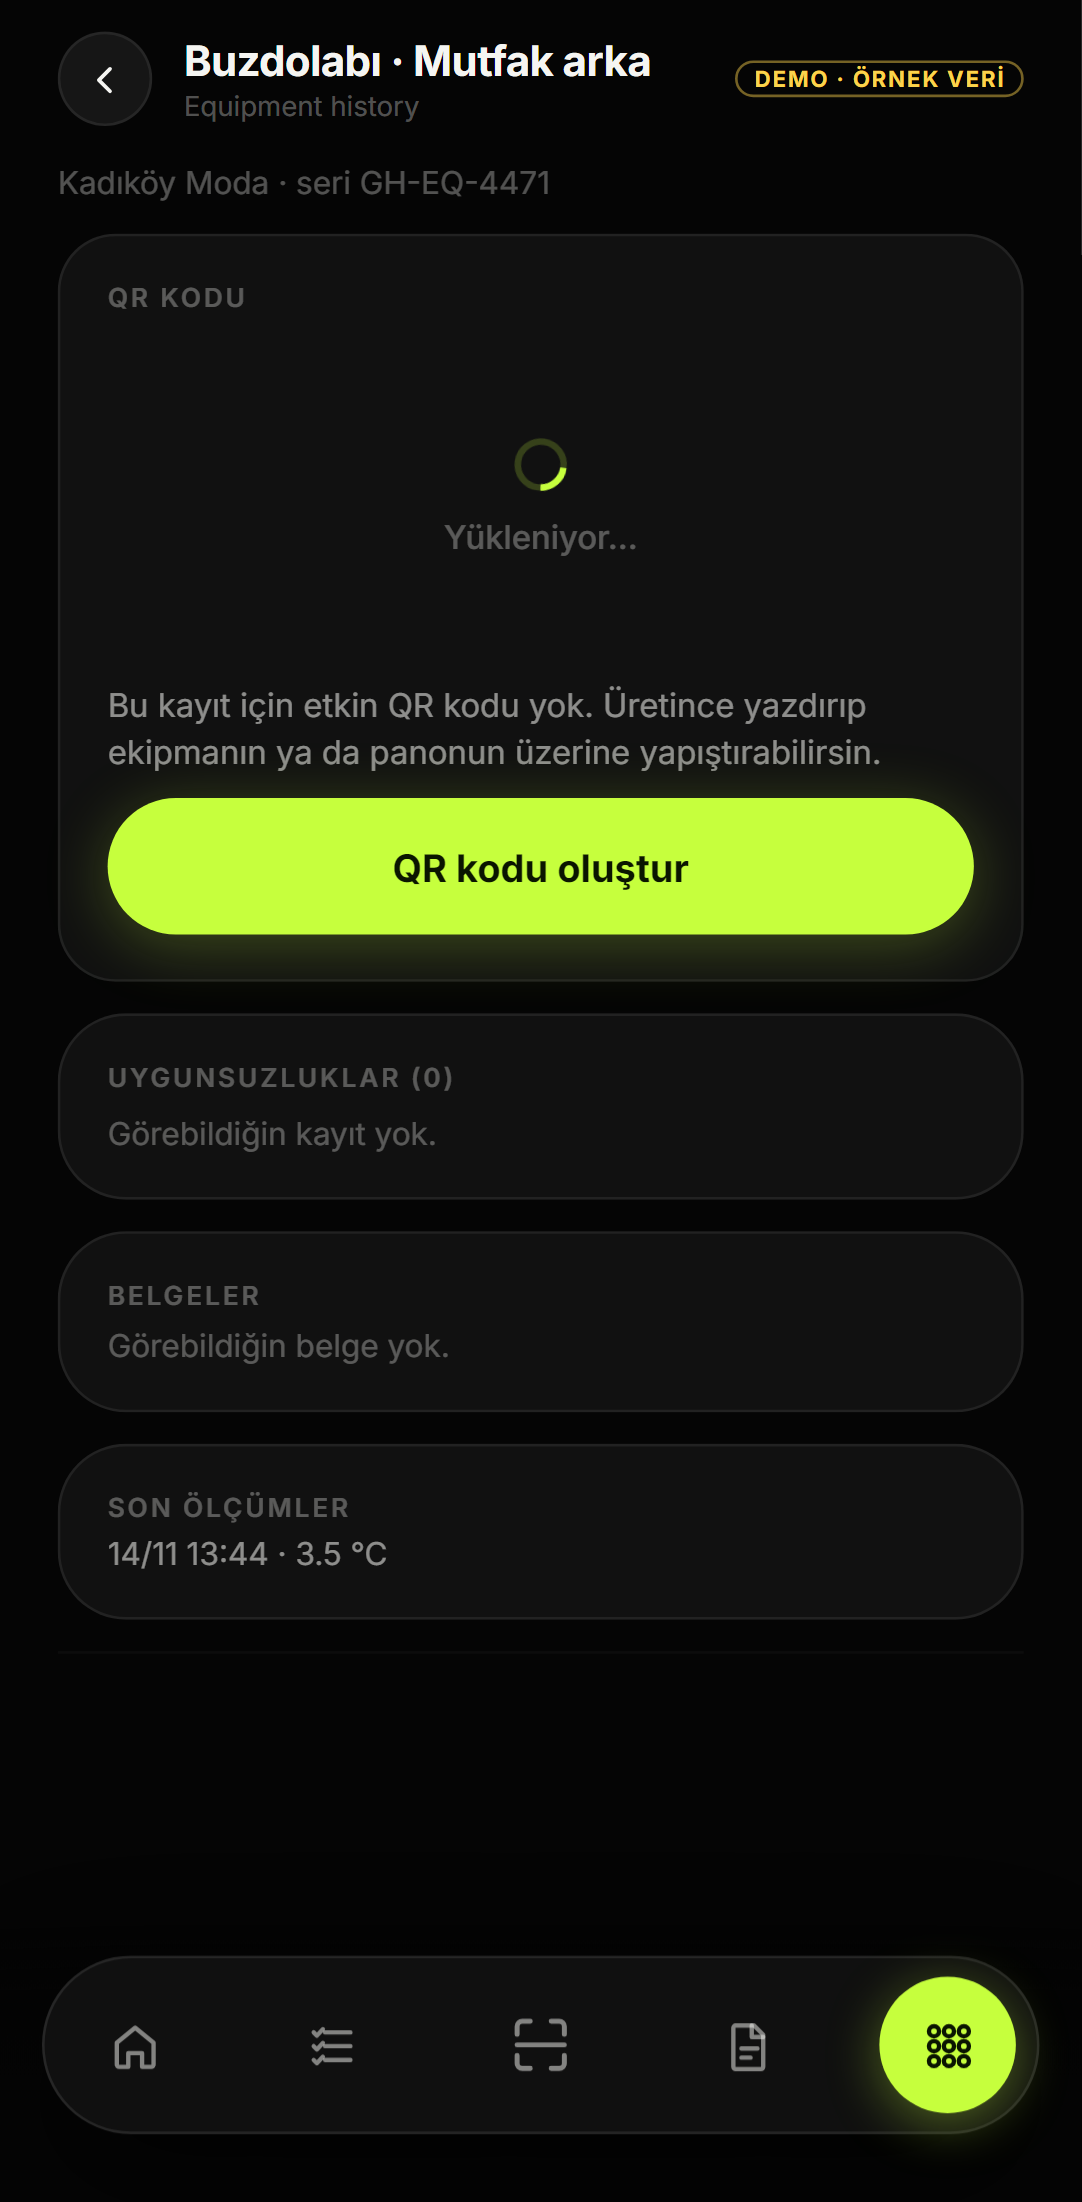 Buzdolabı · Mutfak arka
Equipment history
DEMO · ÖRNEK VERİ
Kadıköy Moda · seri GH-EQ-4471
QR KODU
Yükleniyor...
Bu kayıt için etkin QR kodu yok. Üretince yazdırıp
ekipmanın ya da panonun üzerine yapıştırabilirsin.
QR kodu oluştur
UYGUNSUZLUKLAR (0)
Görebildiğin kayıt yok.
BELGELER
Görebildiğin belge yok.
SON ÖLÇÜMLER
14/11 13:44 · 3.5 °C